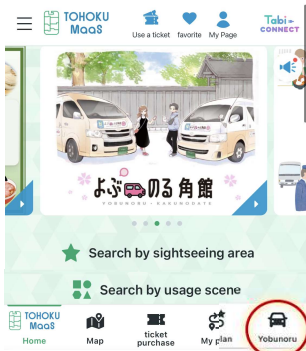 TOHOKU
MaaS
Use a ticket
favorite
My Page
Tabi-
CONNECT
よぶのる角館
YOBUNORU-KAKUNODATE
Search by sightseeing area
Search by usage scene
TOHOKU
MaaS
Home
Map
ticket
purchase
My Plan
Yobunoru